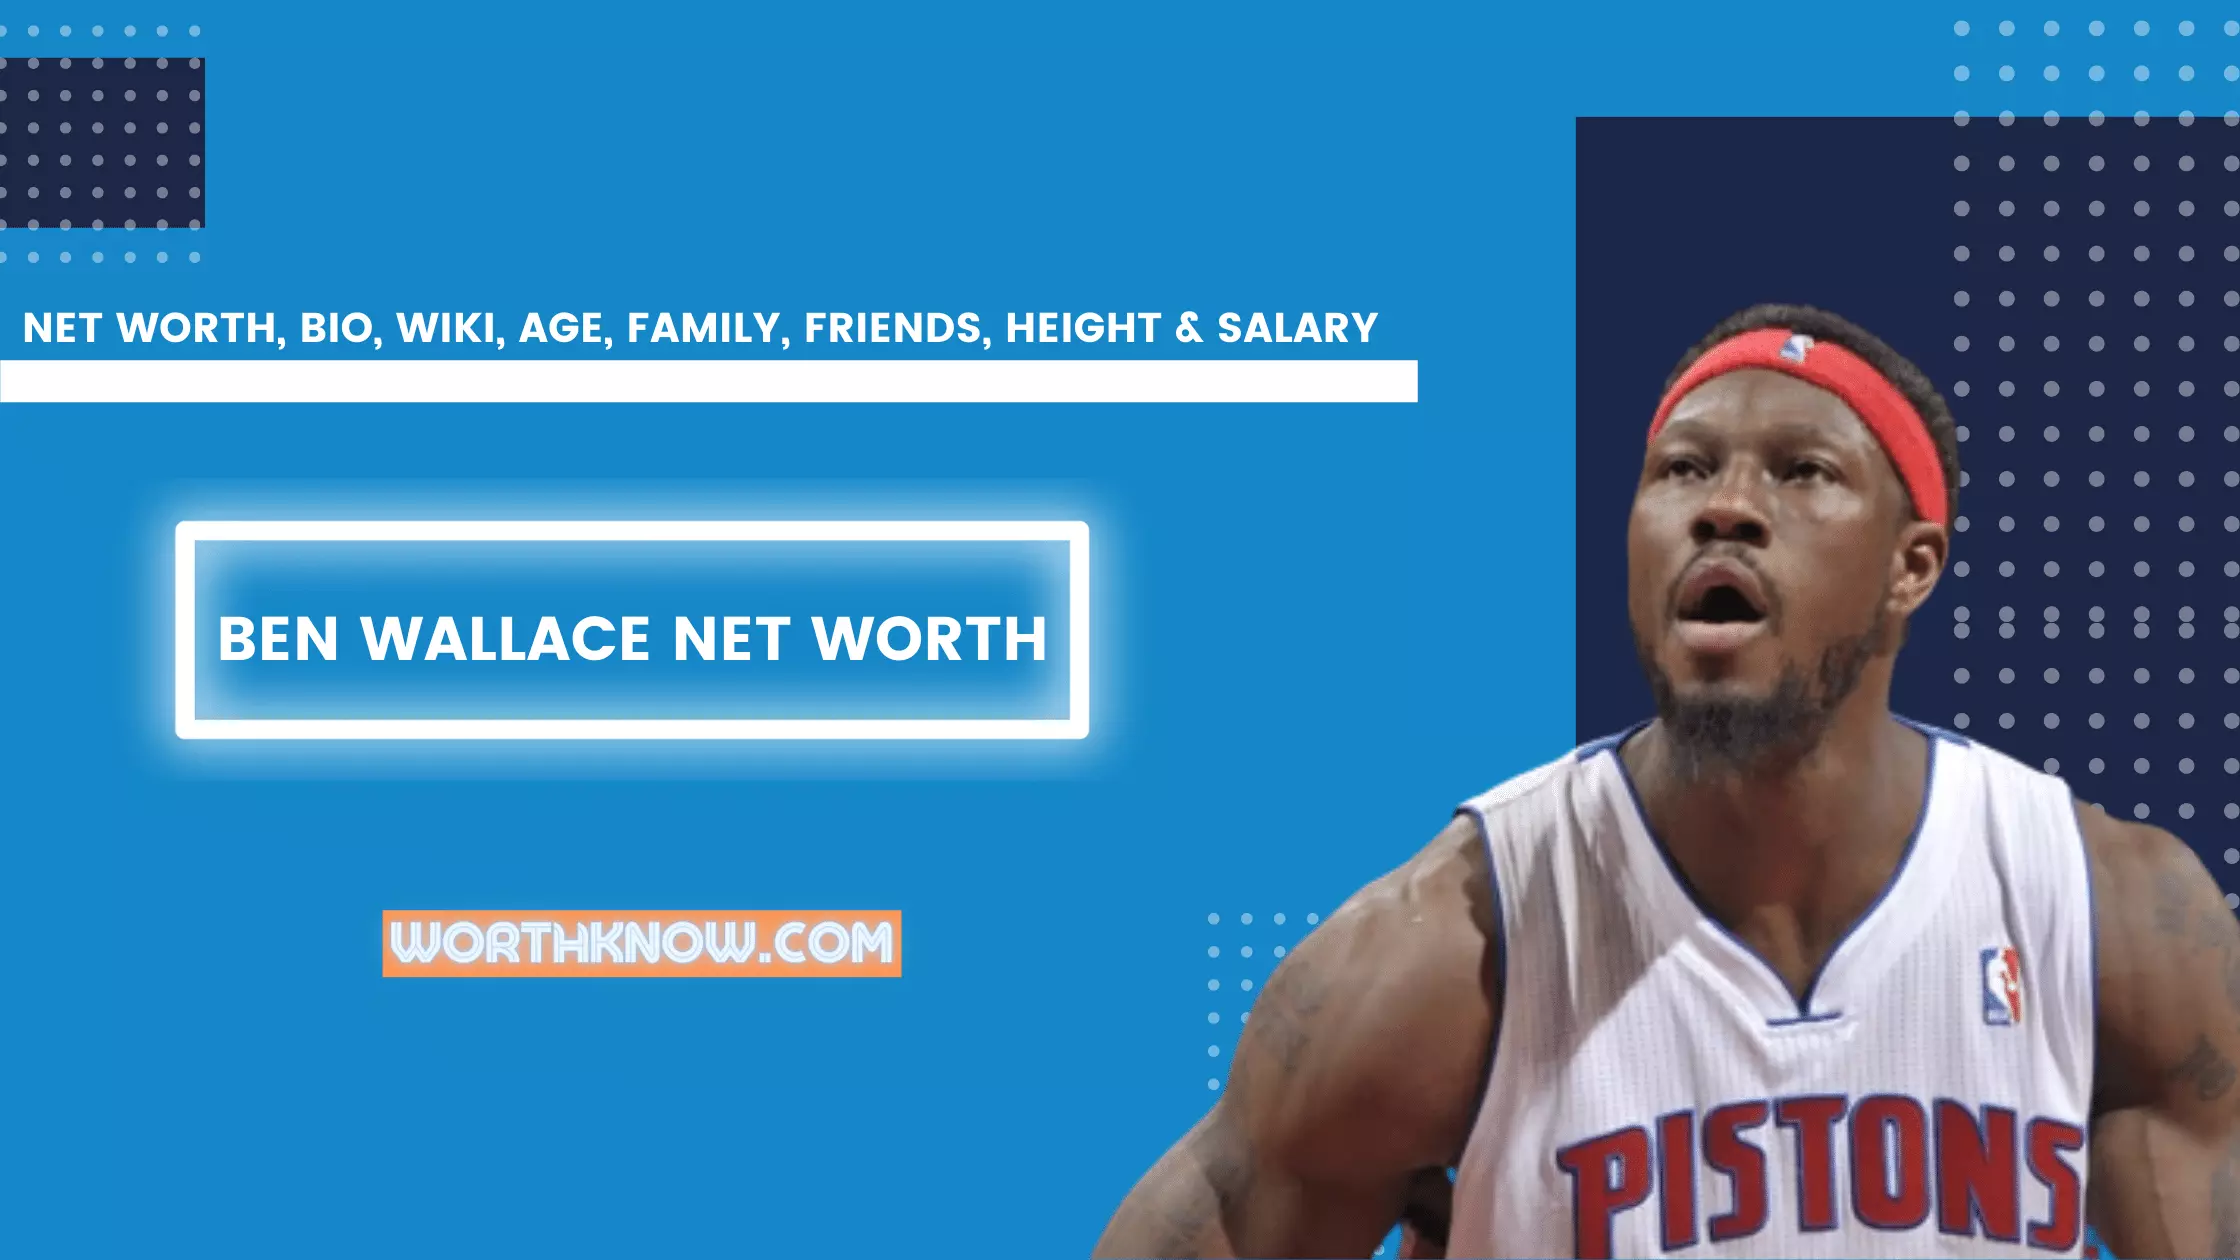 NET WORTH, BIO, WIKI, AGE, FAMILY, FRIENDS, HEIGHT & SALARY
BEN WALLACE NET WORTH
WORTHKNOW.COM
PISTONS